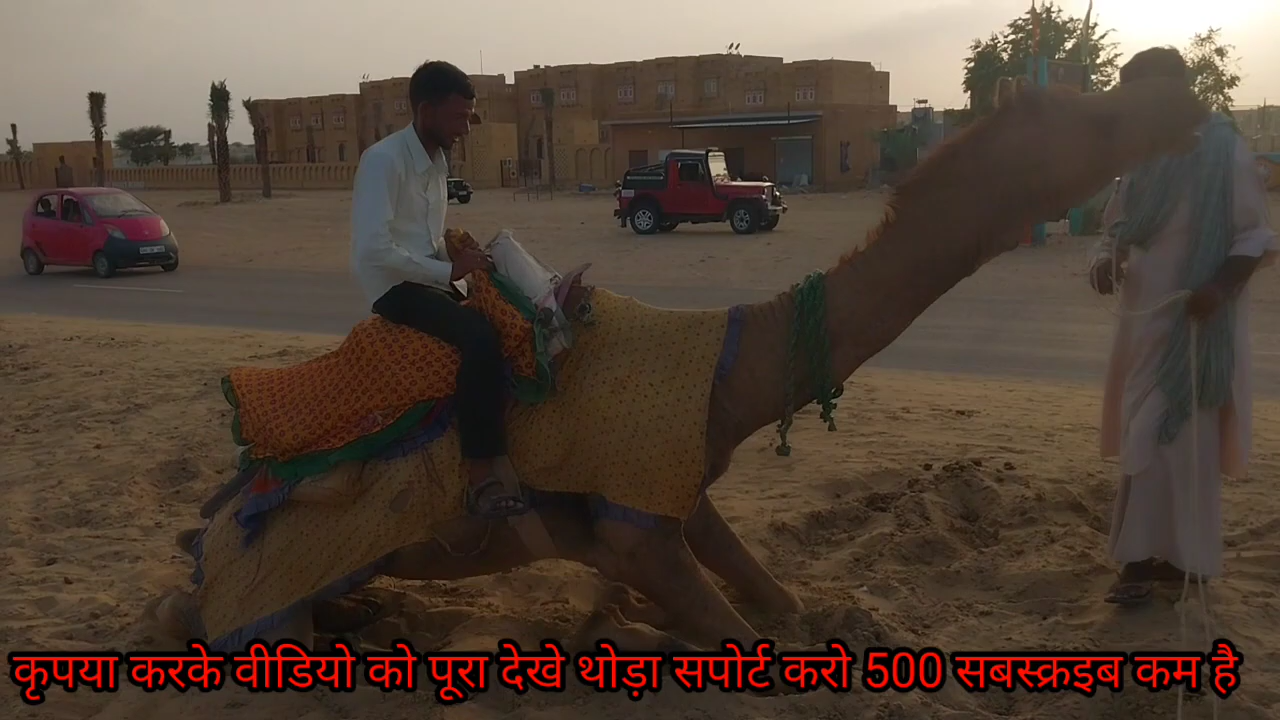 कृपया करके वीडियो को पूरा देखे थोड़ा सपोर्ट करो 500 सबस्क्रइब कम है